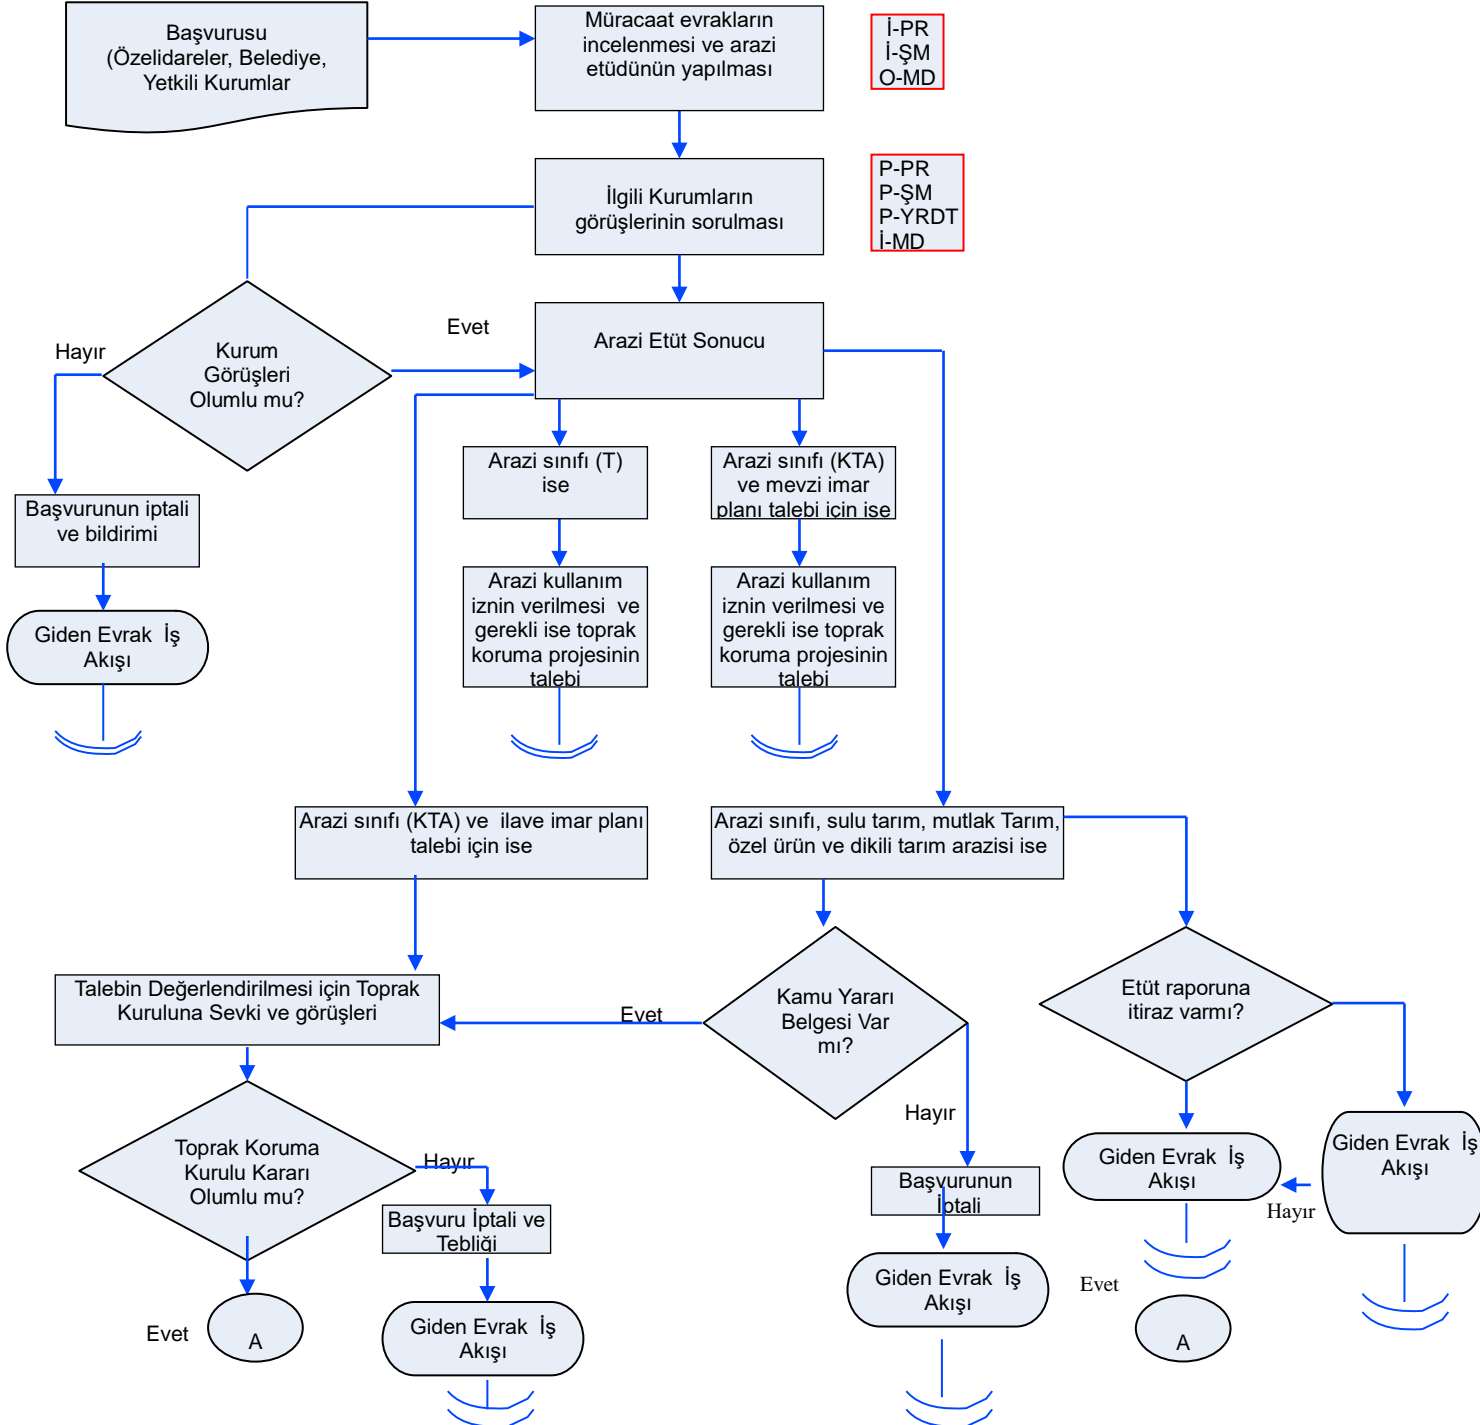 Başvurusu
(Özelidareler, Belediye,
Yetkili Kurumlar
Müracaat evrakların
incelenmesi ve arazi
etüdünün yapılması
İ-PR
İ-ŞM
O-MD
İlgili Kurumların
görüşlerinin sorulması
P-PR
P-ŞM
P-YRDT
İ-MD
Hayır
Kurum
Görüşleri
Olumlu mu?
Evet
Arazi Etüt Sonucu
Başvurunun iptali
ve bildirimi
Giden Evrak İş
Akışı
Arazi sınıfı (T)
ise
Arazi sınıfı (KTA)
ve mevzi imar
planı talebi için ise
Arazi kullanım
iznin verilmesi ve
gerekli ise toprak
koruma projesinin
talebi
Arazi kullanım
iznin verilmesi ve
gerekli ise toprak
koruma projesinin
talebi
Arazi sınıfı (KTA) ve ilave imar planı
talebi için ise
Arazi sınıfı, sulu tarım, mutlak Tarım,
özel ürün ve dikili tarım arazisi ise
Talebin Değerlendirilmesi için Toprak
Kuruluna Sevki ve görüşleri
Evet
Kamu Yararı
Belgesi Var
mı?
Hayır
Etüt raporuna
itiraz varmı?
Toprak Koruma
Kurulu Kararı
Olumlu mu?
Hayır
Başvuru İptali ve
Tebliği
Başvurunun
İptali
Giden Evrak İş
Akışı
Giden Evrak İş
Akışı
Hayır
Evet
A
Giden Evrak İş
Akışı
Giden Evrak İş
Akışı
Evet
A